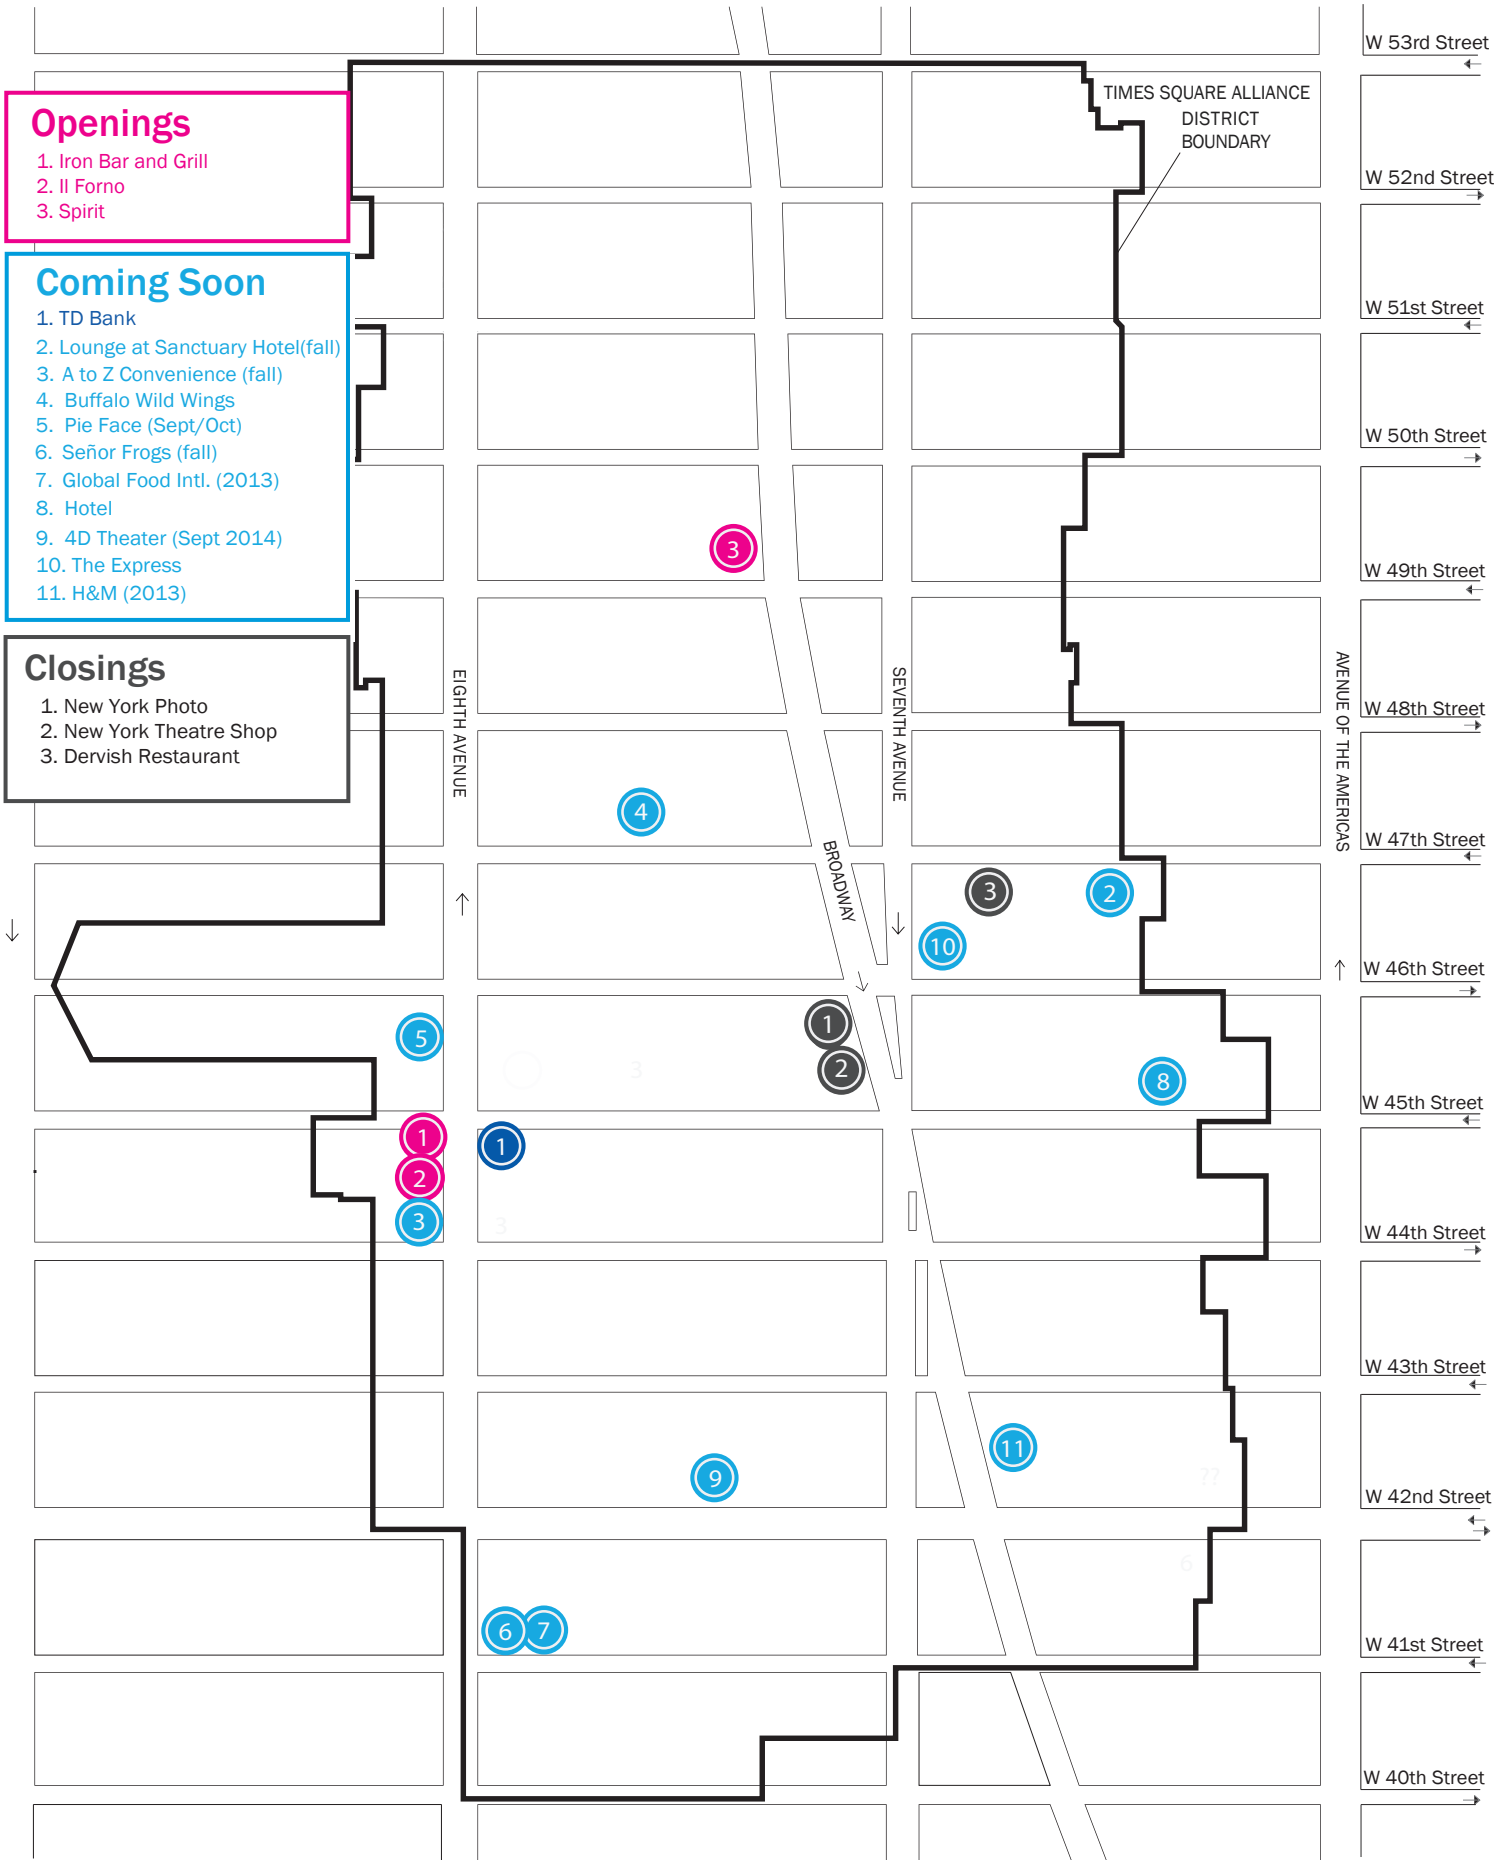 W 53rd Street
TIMES SQUARE ALLIANCE
DISTRICT
BOUNDARY
Openings
1. Iron Bar and Grill
2. Il Forno
3. Spirit
W 52nd Street
Coming Soon
1. TD Bank
2. Lounge at Sanctuary Hotel(fall)
3. A to Z Convenience (fall)
4. Buffalo Wild Wings
5. Pie Face (Sept/Oct)
6. Señor Frogs (fall)
7. Global Food Intl. (2013)
8. Hotel
9. 4D Theater (Sept 2014)
10. The Express
11. H&M (2013)
W 51st Street
W 50th Street
3
W 49th Street
Closings
1. New York Photo
2. New York Theatre Shop
3. Dervish Restaurant
EIGHTH AVENUE
SEVENTH AVENUE
AVENUE OF THE AMERICAS
W 48th Street
4
W 47th Street
BROADWAY
3
2
10
W 46th Street
1
5
2
3
8
W 45th Street
1
1
2
3
3
W 44th Street
W 43th Street
11
9
??
W 42nd Street
6
6
7
W 41st Street
W 40th Street